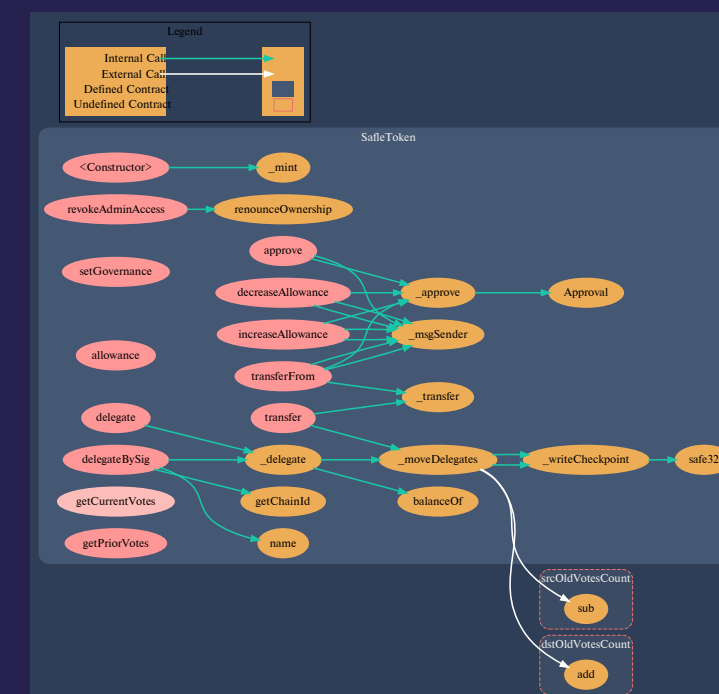 Legend
Internal Call
External Call
Defined Contract
Undefined Contract
SafleToken
<Constructor>
_mint
revokeAdminAccess
renounceOwnership
approve
setGovernance
decreaseAllowance
_approve
Approval
increaseAllowance
_msgSender
allowance
transferFrom
_transfer
delegate
transfer
delegateBySig
_delegate
_moveDelegates
_writeCheckpoint
safe32
getCurrentVotes
getChainId
balanceOf
getPriorVotes
name
srcOldVotesCount
sub
dstOldVotesCount
add